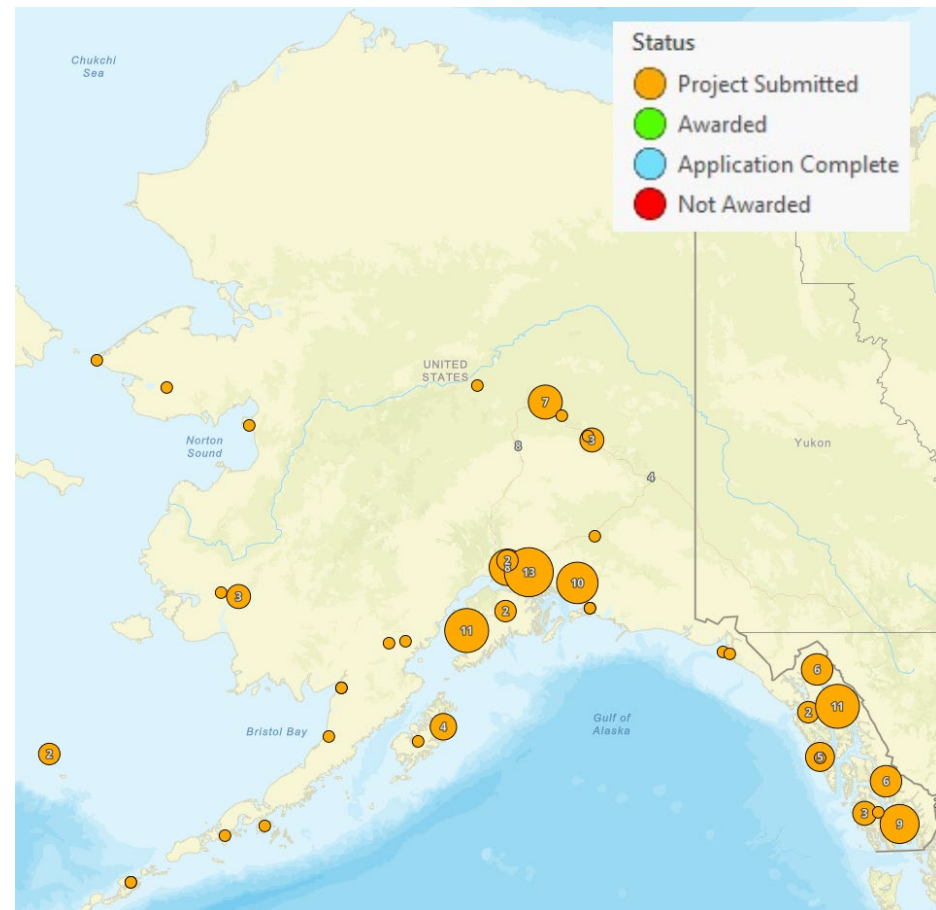 Chukchi
Sea
Status
Project Submitted
Awarded
Application Complete
Not Awarded
UNITED
STATES
7
Norton
Sound
8
3
Yukon
4
2
8
13
10
3
2
11
6
2
11
Bristol Bay
4
Gulf of
Alaska
2
5
6
3
9